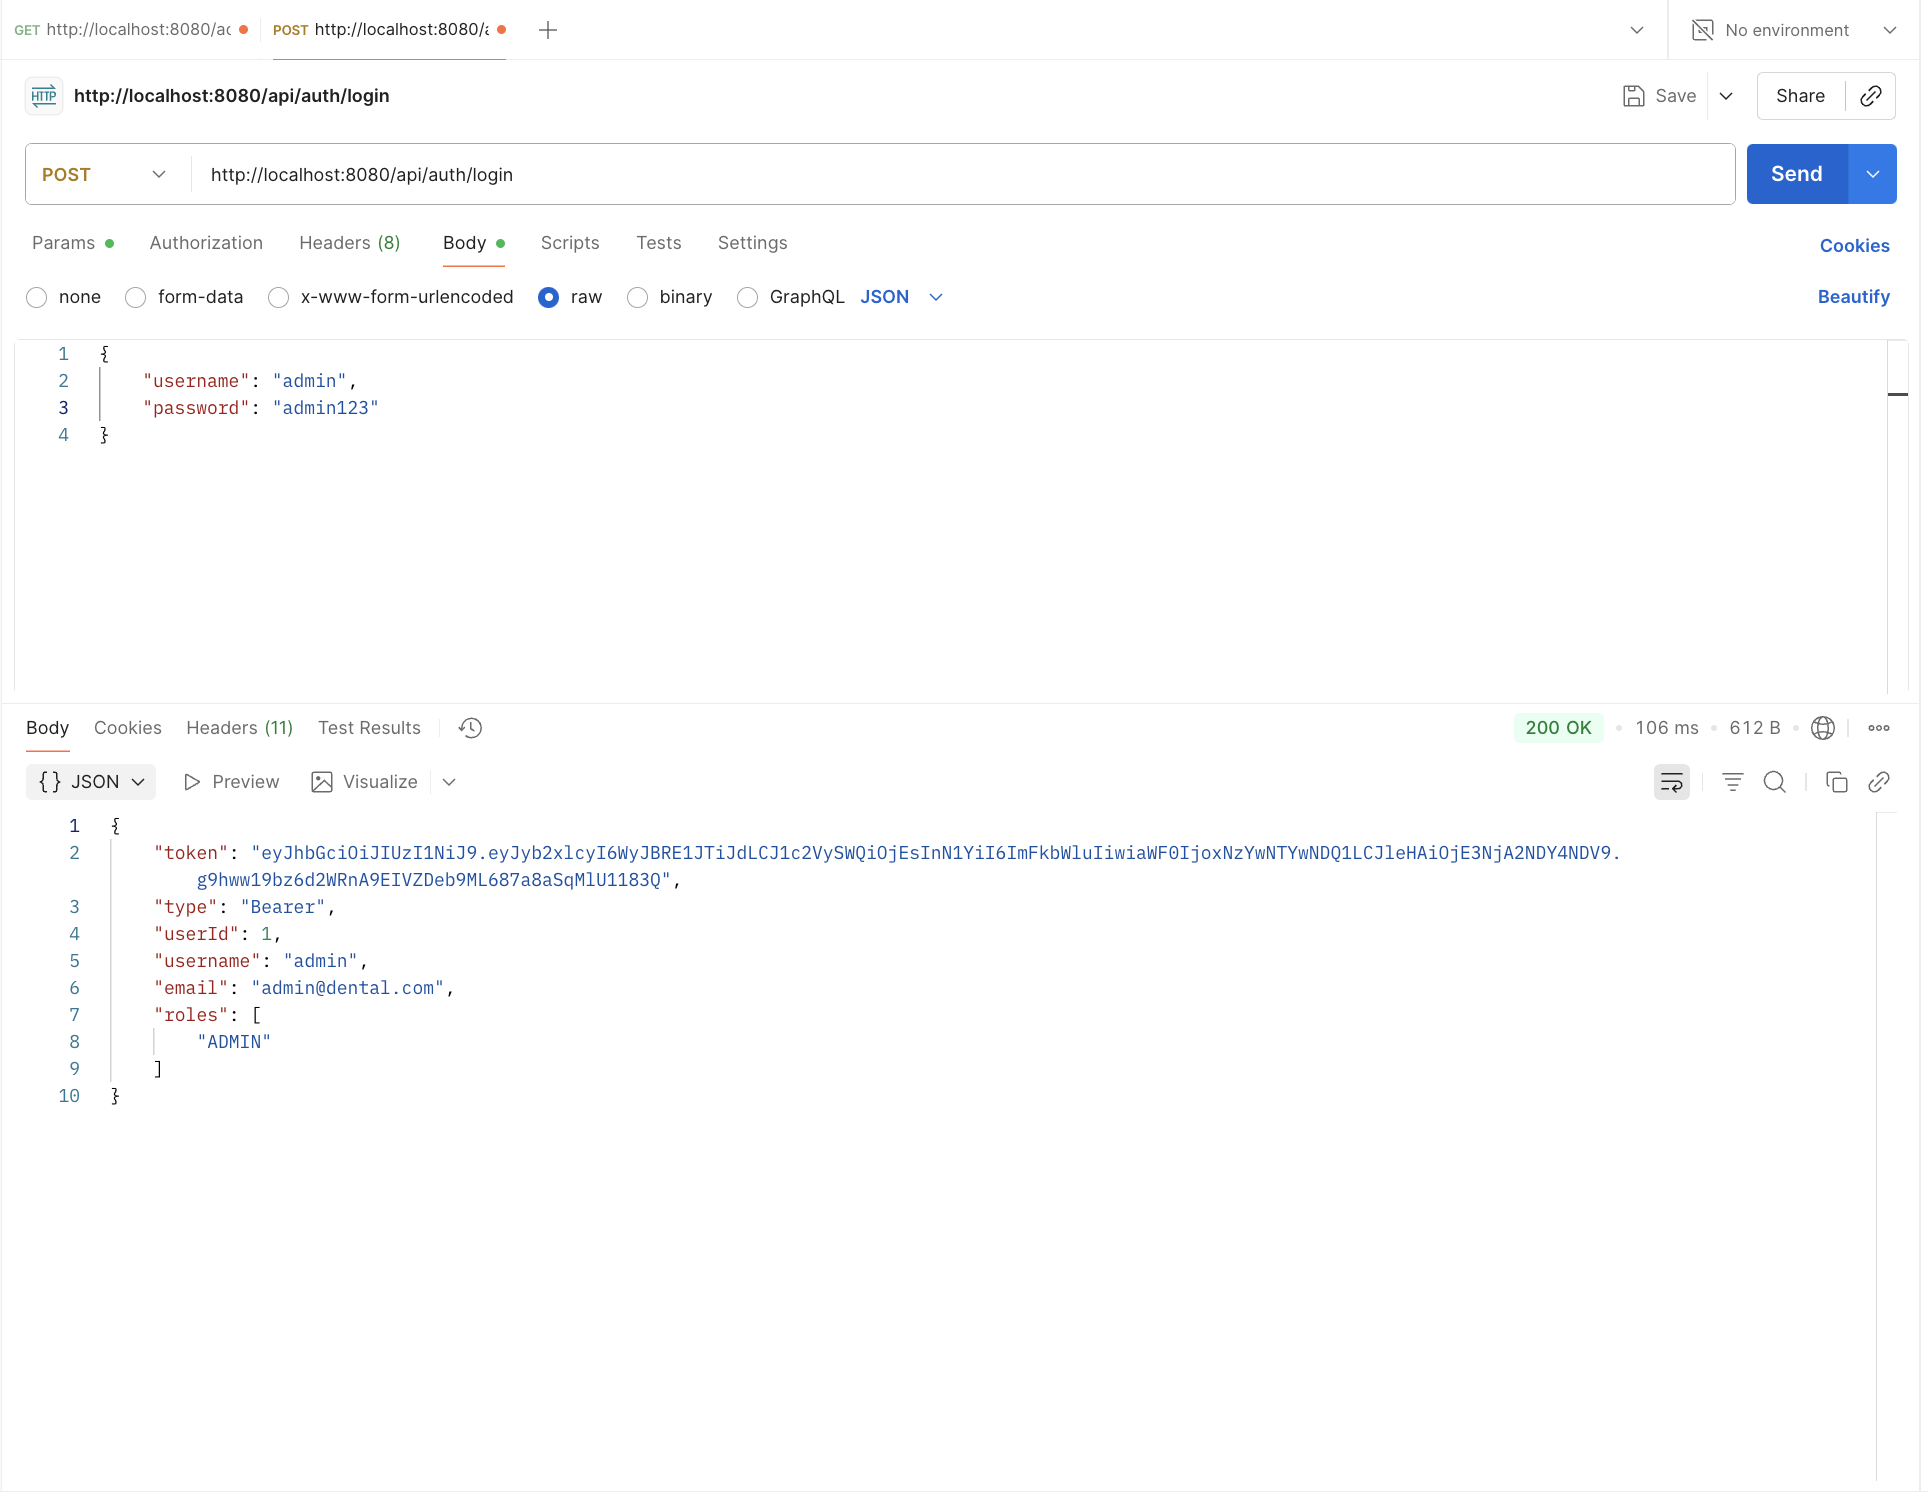 GET http://localhost:8080/ac
POST http://localhost:8080/a
No environment
HTTP
http://localhost:8080/api/auth/login
Save
Share
POST
http://localhost:8080/api/auth/login
Send
Params
Authorization
Headers (8)
Body
Scripts
Tests
Settings
Cookies
none
form-data
x-www-form-urlencoded
raw
binary
GraphQL
JSON
Beautify
1 {
2 "username": "admin",
3 "password": "admin123"
4 }
Body
Cookies
Headers (11)
Test Results
200 OK
106 ms
612 B
{} JSON
Preview
Visualize
1 {
2 "token": "eyJhbGciOiJIUzI1NiJ9.eyJyb2xlcyI6WyJBRE1JTiJdLCJ1c2VySWQiOjEsInN1YiI6ImFkbWluIiwiaWF0IjoxNzYwNTYwNDQ1LCJleHAiOjE3NjA2NDY4NDV9.
g9hww19bz6d2WRnA9EIVZDeb9ML687a8aSqMlU1183Q",
3 "type": "Bearer",
4 "userId": 1,
5 "username": "admin",
6 "email": "admin@dental.com",
7 "roles": [
8 "ADMIN"
9 ]
10 }